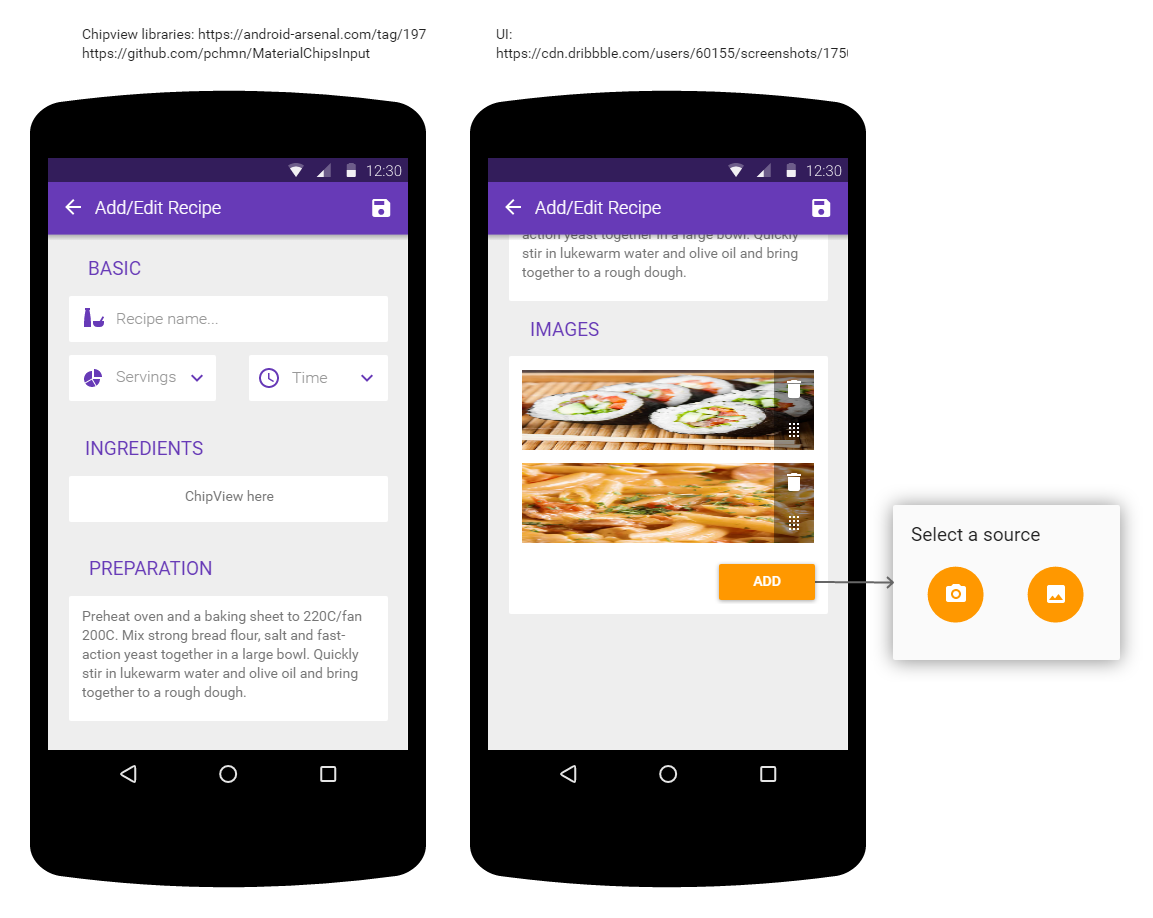 Chipview libraries: https://android-arsenal.com/tag/197
https://github.com/pchmn/MaterialChipsInput
UI:
https://cdn.dribbble.com/users/60155/screenshots/175
12:30
Add/Edit Recipe
BASIC
Recipe name...
Servings
Time
INGREDIENTS
ChipView here
PREPARATION
Preheat oven and a baking sheet to 220C/fan
200C. Mix strong bread flour, salt and fast-
action yeast together in a large bowl. Quickly
stir in lukewarm water and olive oil and bring
together to a rough dough.
12:30
Add/Edit Recipe
action yeast together in a large bowl. Quickly
stir in lukewarm water and olive oil and bring
together to a rough dough.
IMAGES
ADD
Select a source